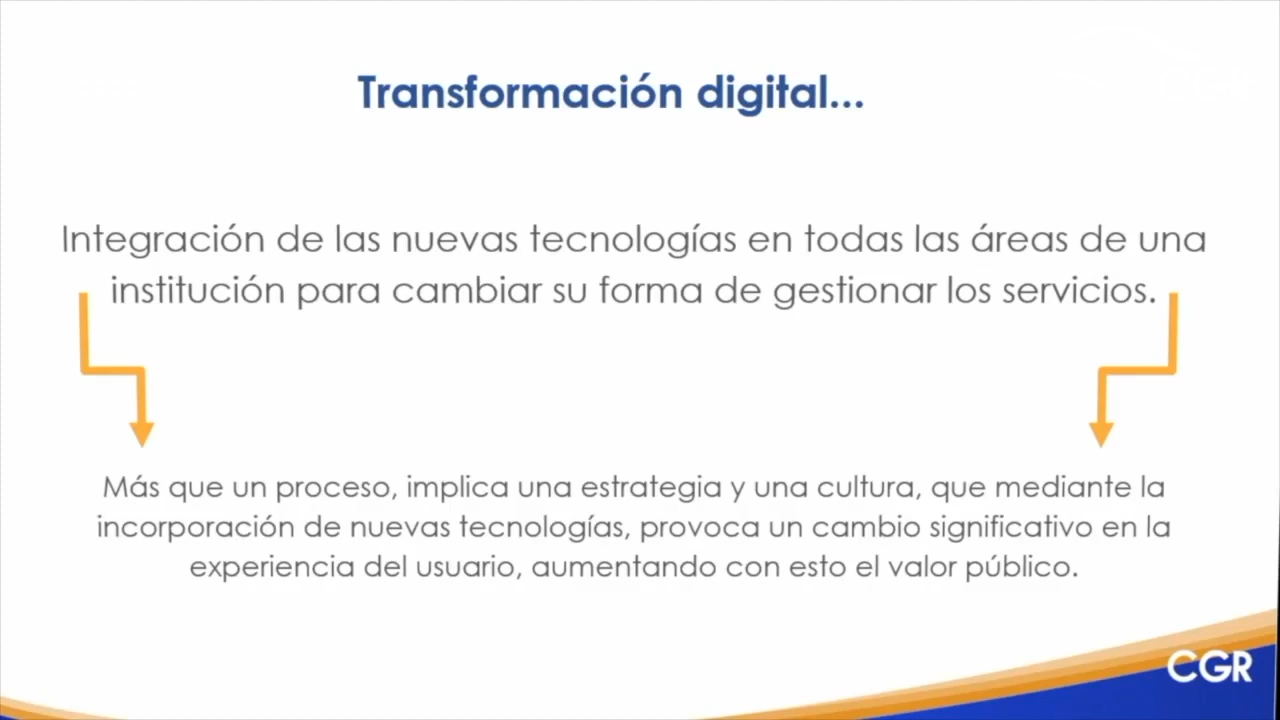 Transformación digital...
Integración de las nuevas tecnologías en todas las áreas de una
institución para cambiar su forma de gestionar los servicios.
Más que un proceso, implica una estrategia y una cultura, que mediante la
incorporación de nuevas tecnologías, provoca un cambio significativo en la
experiencia del usuario, aumentando con esto el valor público.
CGR